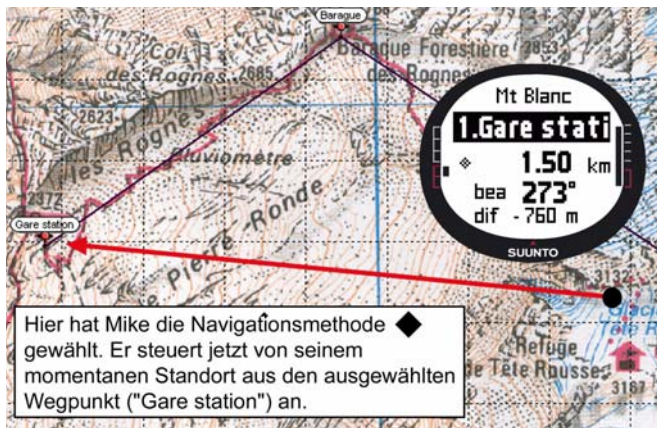 Baraque
Col
des Rognes
2685
Baraque Forestière
2853
des Rognes
2623
les Rognes
Pluviomètre
2372
Gare station
de Pierre Ronde
Mt Blanc
1.Gare stati
1.50 km
bea 273°
dif -760 m
SUUNTO
3132
Tête R
Refuge
de Tête Rousse
3167
Hier hat Mike die Navigationsmethode ◆
gewählt. Er steuert jetzt von seinem
momentanen Standort aus den ausgewählten
Wegpunkt ("Gare station") an.